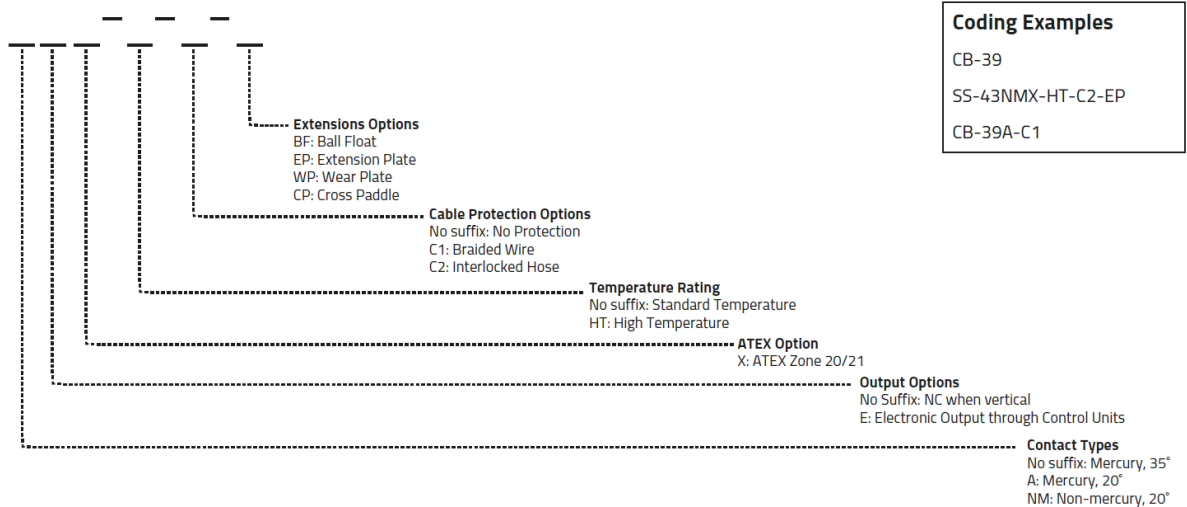 Coding Examples
CB-39
SS-43NMX-HT-C2-EP
CB-39A-C1
Extensions Options
BF: Ball Float
EP: Extension Plate
WP: Wear Plate
CP: Cross Paddle
Cable Protection Options
No suffix: No Protection
C1: Braided Wire
C2: Interlocked Hose
Temperature Rating
No suffix: Standard Temperature
HT: High Temperature
ATEX Option
X: ATEX Zone 20/21
Output Options
No Suffix: NC when vertical
E: Electronic Output through Control Units
Contact Types
No suffix: Mercury, 35˚
A: Mercury, 20˚
NM: Non-mercury, 20˚